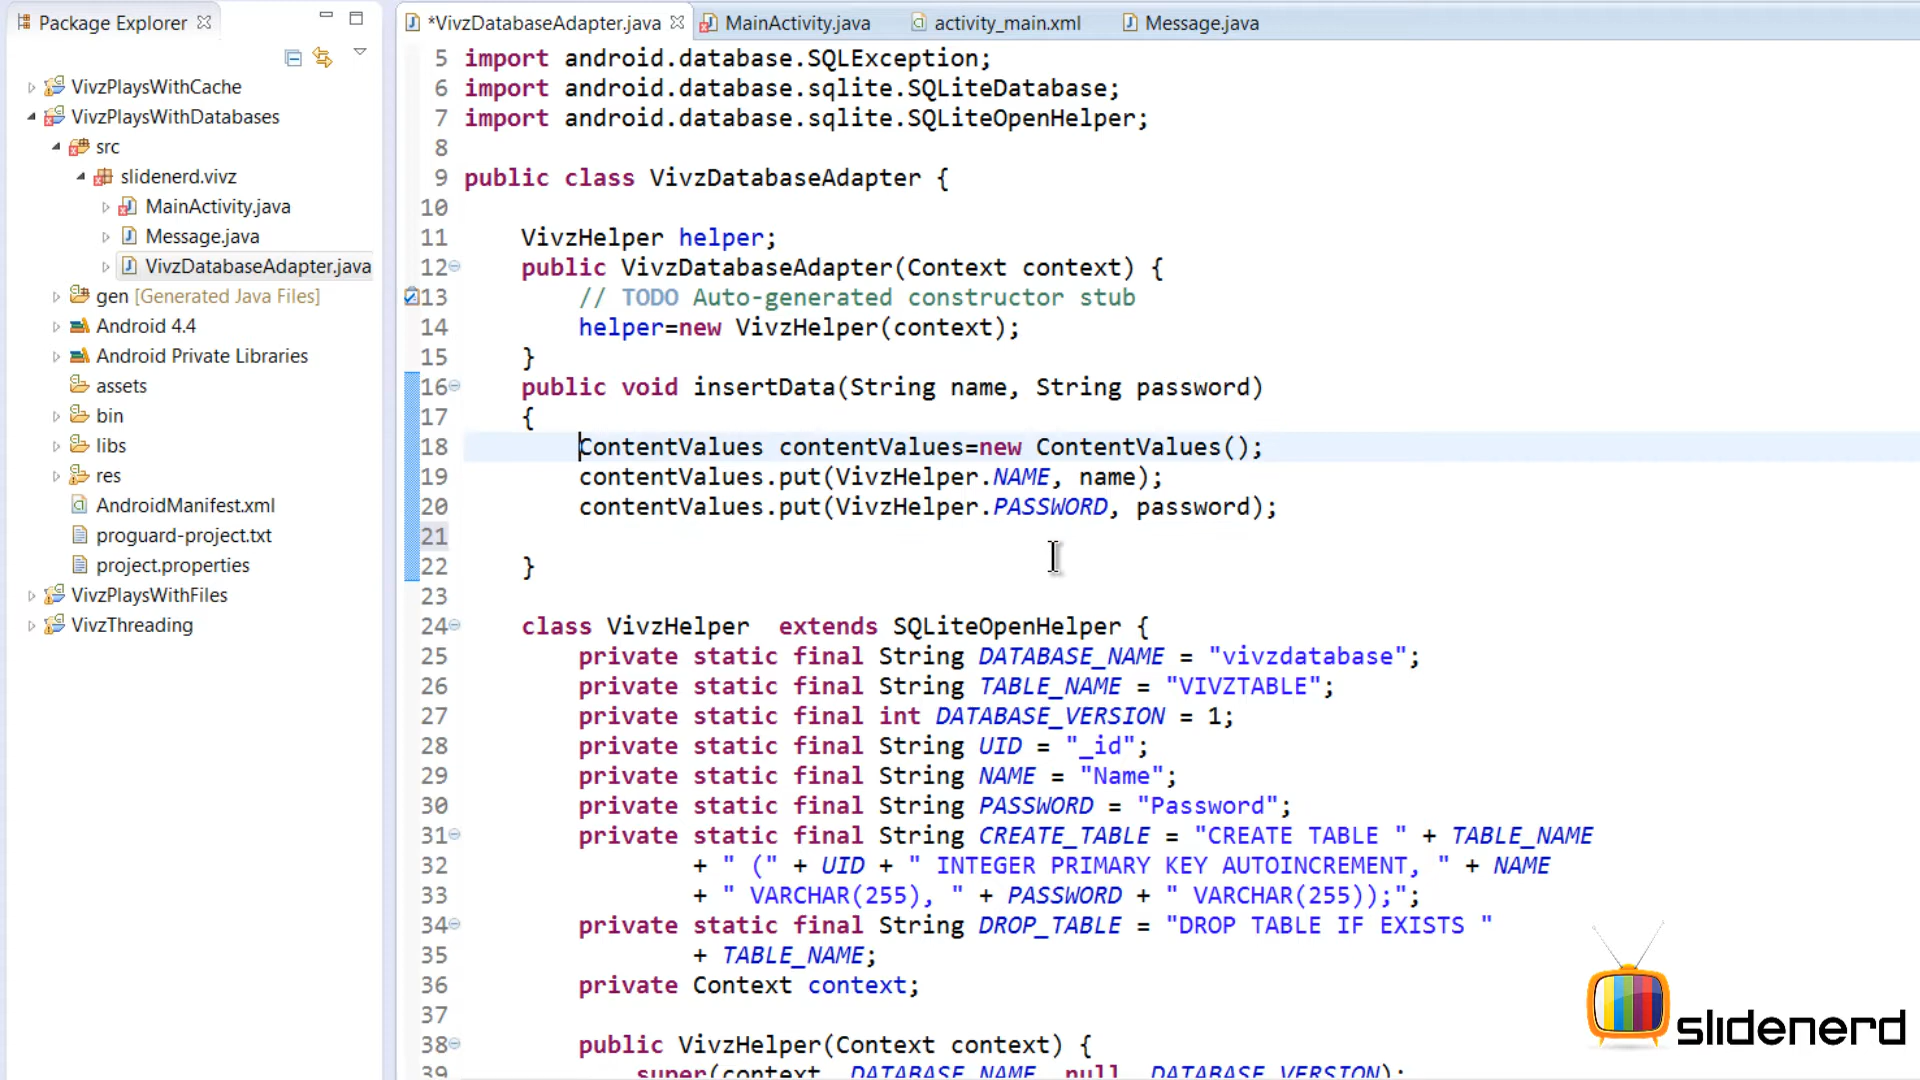 Package Explorer
VivzPlaysWithCache
VivzPlaysWithDatabases
src
slidenerd.vivz
MainActivity.java
Message.java
VivzDatabaseAdapter.java
gen [Generated Java Files]
Android 4.4
Android Private Libraries
assets
bin
libs
res
AndroidManifest.xml
proguard-project.txt
project.properties
VivzPlaysWithFiles
VivzThreading
*VivzDatabaseAdapter.java MainActivity.java activity_main.xml Message.java
5 import android.database.SQLException;
6 import android.database.sqlite.SQLiteDatabase;
7 import android.database.sqlite.SQLiteOpenHelper;
8
9 public class VivzDatabaseAdapter {
10
11 VivzHelper helper;
12 public VivzDatabaseAdapter(Context context) {
13 // TODO Auto-generated constructor stub
14 helper=new VivzHelper(context);
15 }
16 public void insertData(String name, String password)
17 {
18 ContentValues contentValues=new ContentValues();
19 contentValues.put(VivzHelper.NAME, name);
20 contentValues.put(VivzHelper.PASSWORD, password);
21
22 }
23
24 class VivzHelper  extends SQLiteOpenHelper {
25 private static final String DATABASE_NAME = "vivzdatabase";
26 private static final String TABLE_NAME = "VIVZTABLE";
27 private static final int DATABASE_VERSION = 1;
28 private static final String UID = "_id";
29 private static final String NAME = "Name";
30 private static final String PASSWORD = "Password";
31 private static final String CREATE_TABLE = "CREATE TABLE " + TABLE_NAME
32 + " (" + UID + " INTEGER PRIMARY KEY AUTOINCREMENT, " + NAME
33 + " VARCHAR(255), " + PASSWORD + " VARCHAR(255));";
34 private static final String DROP_TABLE = "DROP TABLE IF EXISTS "
35 + TABLE_NAME;
36 private Context context;
37
38 public VivzHelper(Context context) {
39 super(context, DATABASE_NAME, null, DATABASE_VERSION);
slidenerd